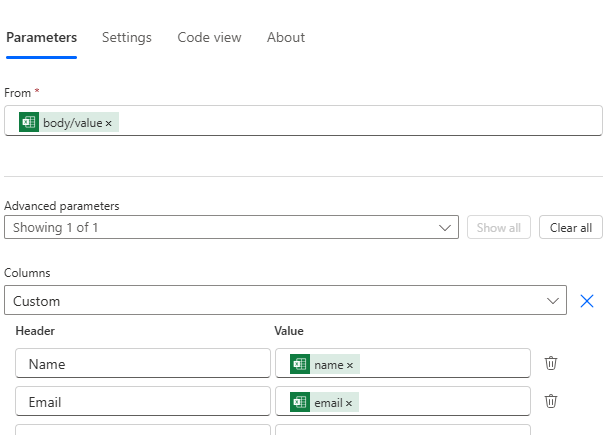 Parameters Settings Code view About
From *
body/value ×
Advanced parameters
Showing 1 of 1 Show all Clear all
Columns
Custom
Header Value
Name name ×
Email email ×